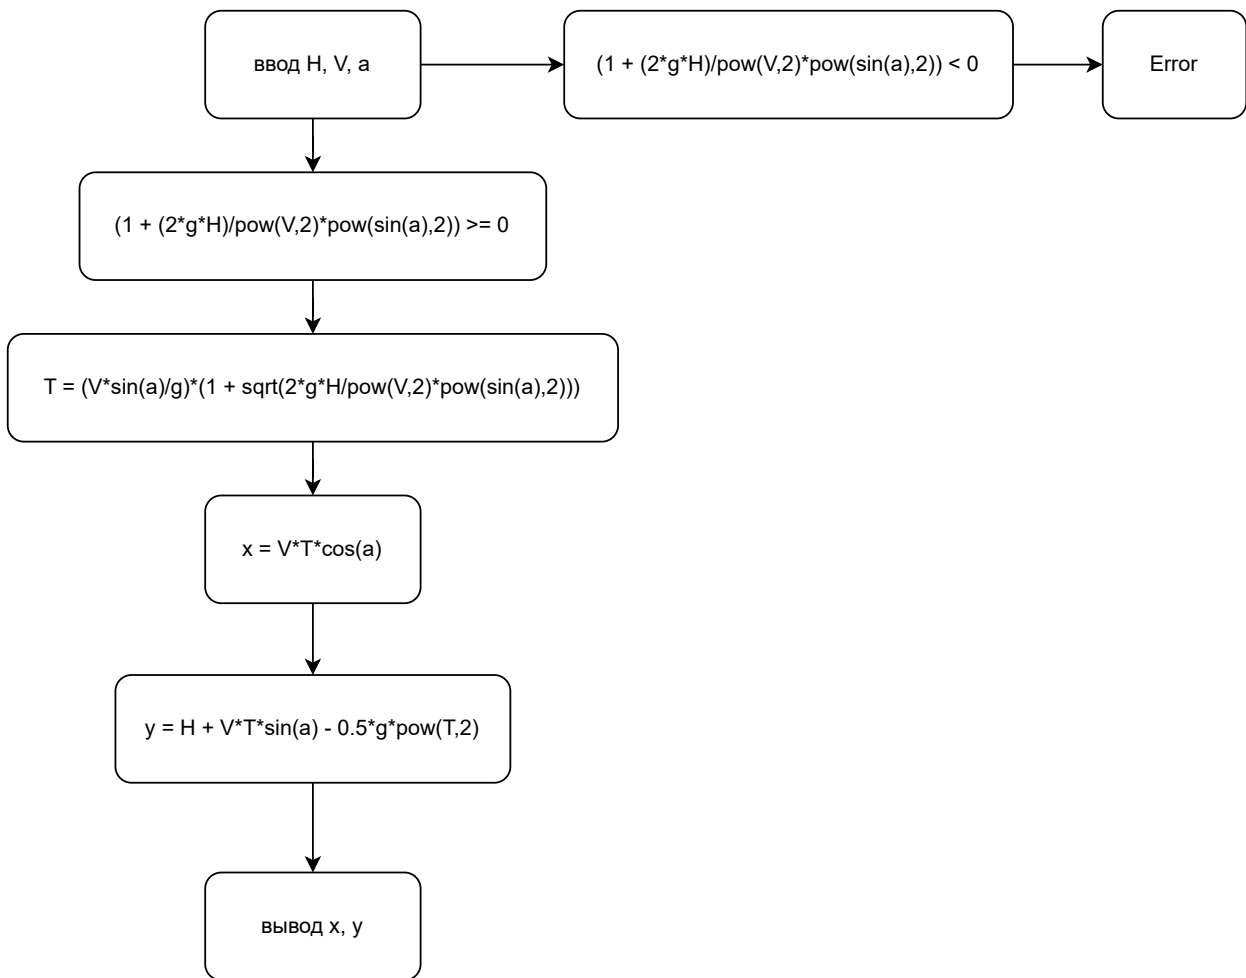 ввод H, V, a
(1 + (2*g*H)/pow(V,2)*pow(sin(a),2)) < 0
Error
(1 + (2*g*H)/pow(V,2)*pow(sin(a),2)) >= 0
T = (V*sin(a)/g)*(1 + sqrt(2*g*H/pow(V,2)*pow(sin(a),2)))
x = V*T*cos(a)
y = H + V*T*sin(a) - 0.5*g*pow(T,2)
вывод x, y